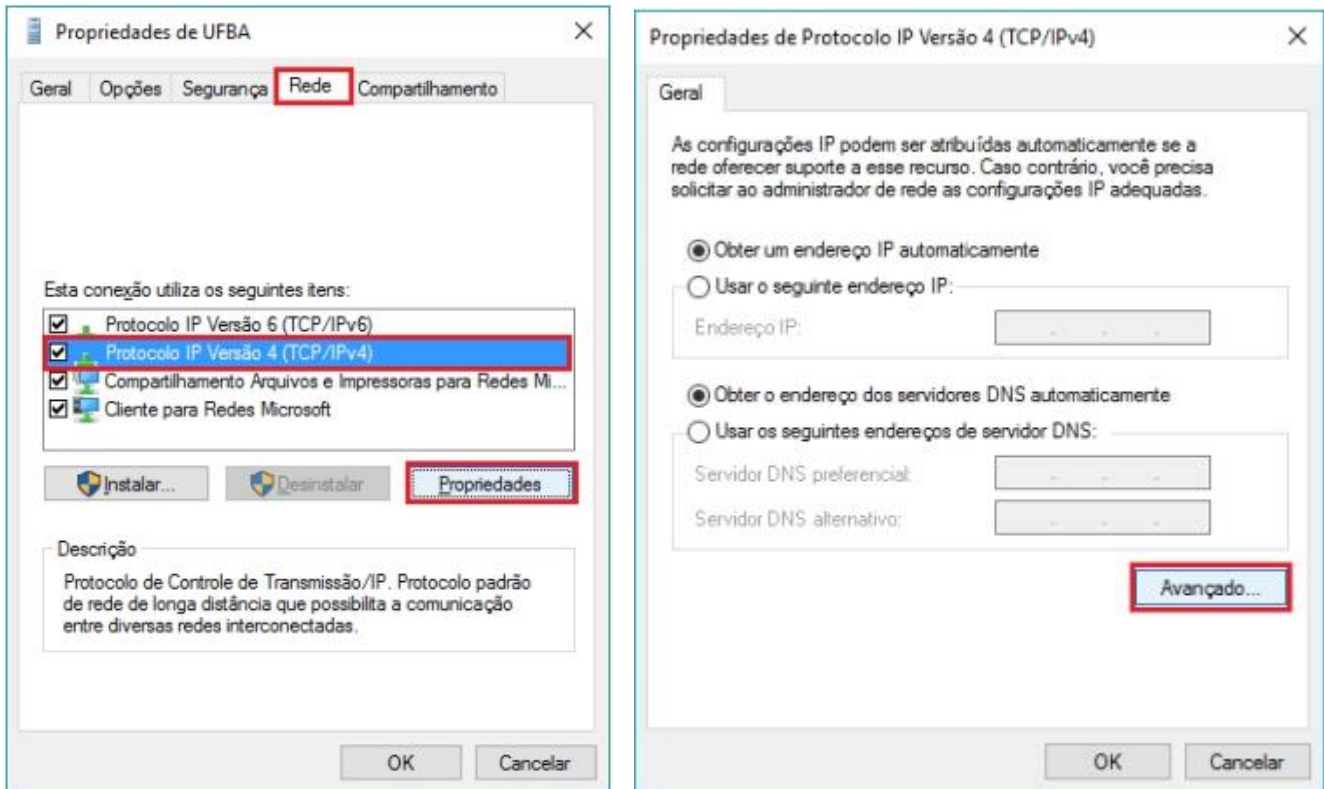 Propriedades de UFBA
Geral Opções Segurança Rede Compartilhamento
Esta conexão utiliza os seguintes itens:
Protocolo IP Versão 6 (TCP/IPv6)
Protocolo IP Versão 4 (TCP/IPv4)
Compartilhamento Arquivos e Impressoras para Redes Mi...
Cliente para Redes Microsoft
Instalar... Desinstalar Propriedades
Descrição
Protocolo de Controle de Transmissão/IP. Protocolo padrão
de rede de longa distância que possibilita a comunicação
entre diversas redes interconectadas.
OK Cancelar
Propriedades de Protocolo IP Versão 4 (TCP/IPv4)
Geral
As configurações IP podem ser atribuídas automaticamente se a
rede oferecer suporte a esse recurso. Caso contrário, você precisa
solicitar ao administrador de rede as configurações IP adequadas.
Obter um endereço IP automaticamente
Usar o seguinte endereço IP:
Endereço IP:
Obter o endereço dos servidores DNS automaticamente
Usar os seguintes endereços de servidor DNS:
Servidor DNS preferencial:
Servidor DNS alternativo:
Avançado...
OK Cancelar